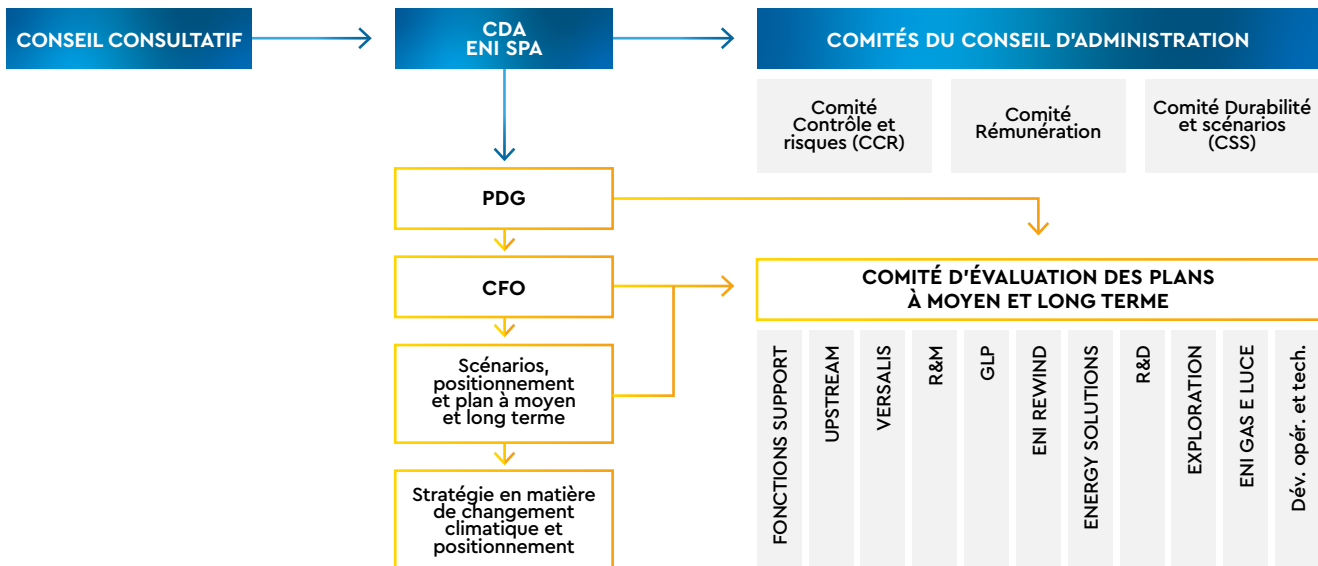 CONSEIL CONSULTATIF
CDA
ENI SPA
COMITÉS DU CONSEIL D'ADMINISTRATION
Comité
Contrôle et
risques (CCR)
Comité
Rémunération
Comité Durabilité
et scénarios
(CSS)
PDG
CFO
COMITÉ D'ÉVALUATION DES PLANS
À MOYEN ET LONG TERME
Scénarios,
positionnement
et plan à moyen
et long terme
Stratégie en matière
de changement
climatique et
positionnement
FONCTIONS SUPPORT
UPSTREAM
VERSALIS
R&M
GLP
ENI REWIND
ENERGY SOLUTIONS
R&D
EXPLORATION
ENI GAS E LUCE
Dév. opér. et tech.